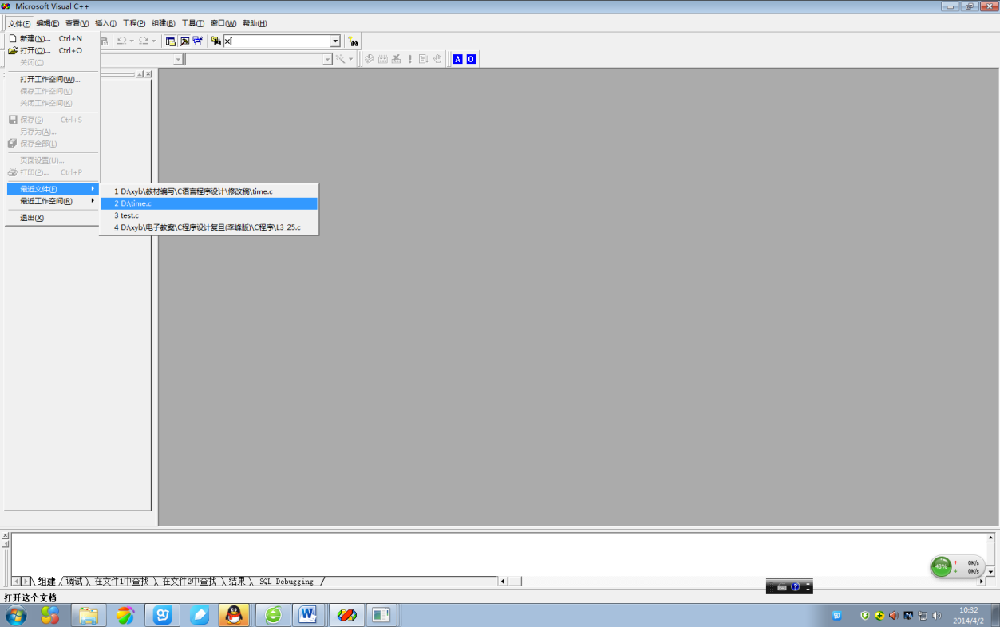 Microsoft Visual C++
文件(F) 编辑(E) 查看(V) 插入(I) 工程(P) 组建(B) 工具(T) 窗口(W) 帮助(H)
新建(N)... Ctrl+N
打开(O)... Ctrl+O
关闭(C)
打开工作空间(W)...
保存工作空间(V)
关闭工作空间(K)
保存(S) Ctrl+S
另存为(A)...
保存全部(L)
页面设置(U)...
打印(P)... Ctrl+P
最近文件(F)
最近工作空间(R)
退出(X)
1 D:\xyb\教材编写\C语言程序设计\修改稿\time.c
2 D:\time.c
3 test.c
4 D:\xyb\电子教案\C程序设计复旦(李峰版)\C程序\L3_25.c
A O
组建 调试 在文件1中查找 在文件2中查找 结果 SQL Debugging
48% 0K/s
0K/s
打开这个文档
10:32
2014/4/2